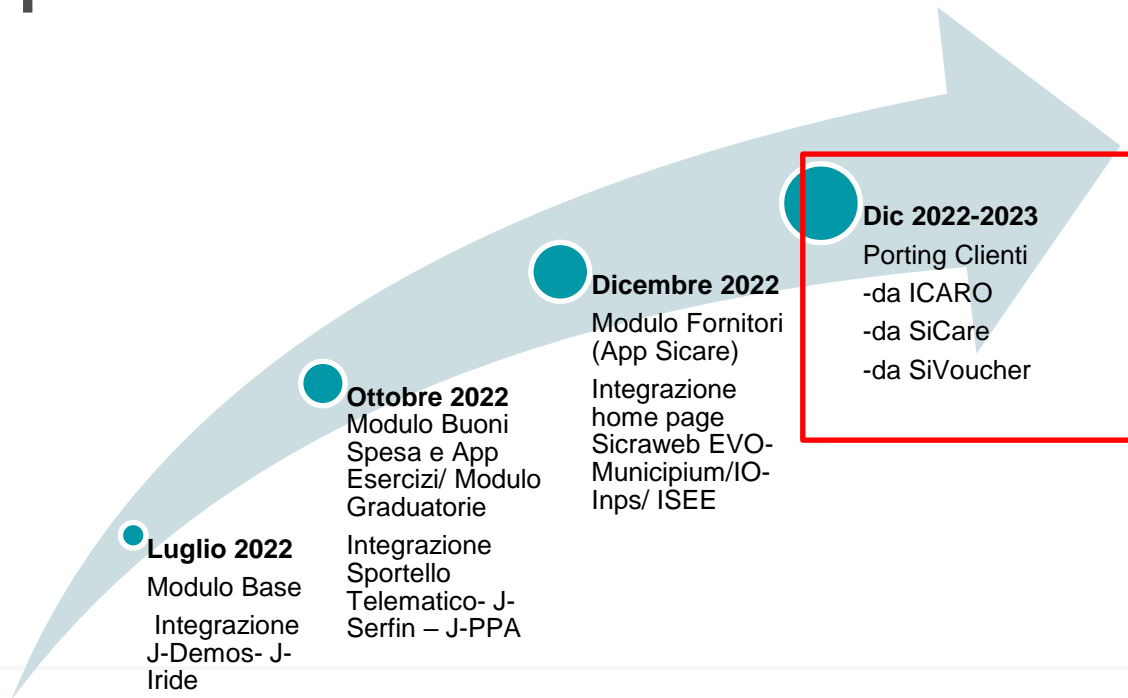 Luglio 2022
Modulo Base
Integrazione
J-Demos- J-
Iride
Ottobre 2022
Modulo Buoni
Spesa e App
Esercizi/ Modulo
Graduatorie
Integrazione
Sportello
Telematico- J-
Serfin – J-PPA
Dicembre 2022
Modulo Fornitori
(App Sicare)
Integrazione
home page
Sicraweb EVO-
Municipium/IO-
Inps/ ISEE
Dic 2022-2023
Porting Clienti
-da ICARO
-da SiCare
-da SiVoucher